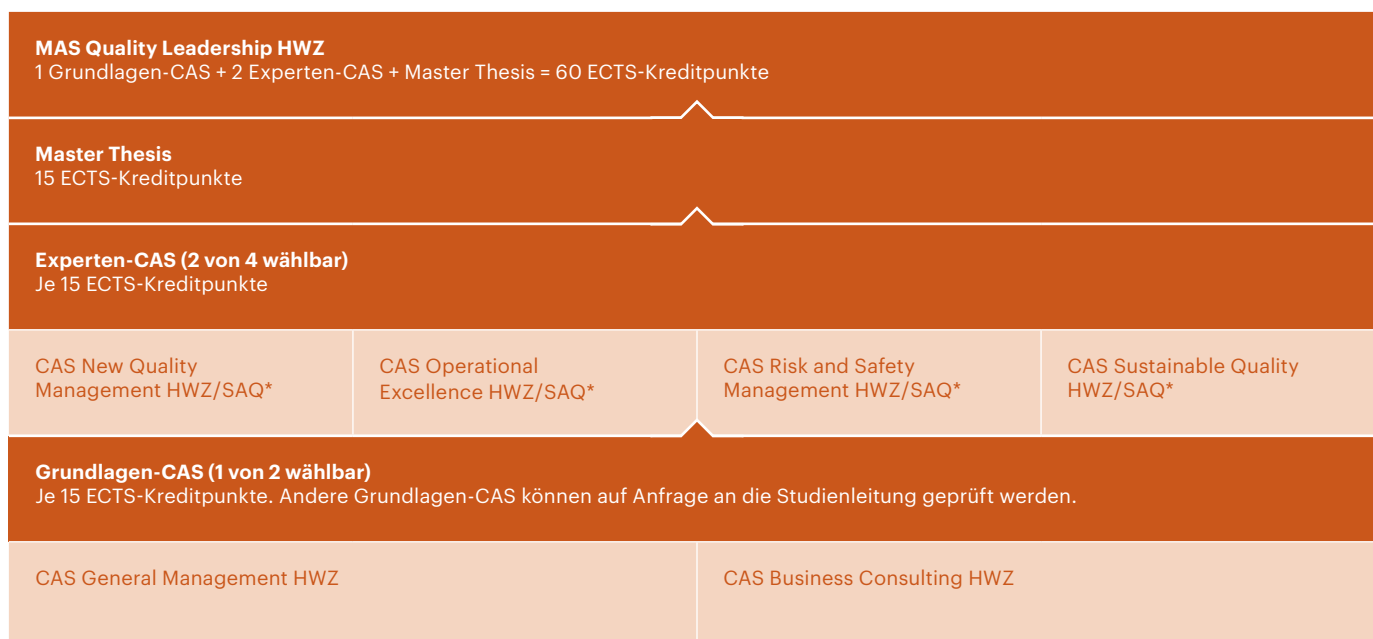 MAS Quality Leadership HWZ
1 Grundlagen-CAS + 2 Experten-CAS + Master Thesis = 60 ECTS-Kreditpunkte
Master Thesis
15 ECTS-Kreditpunkte
Experten-CAS (2 von 4 wählbar)
Je 15 ECTS-Kreditpunkte
CAS New Quality
Management HWZ/SAQ*
CAS Operational
Excellence HWZ/SAQ*
CAS Risk and Safety
Management HWZ/SAQ*
CAS Sustainable Quality
HWZ/SAQ*
Grundlagen-CAS (1 von 2 wählbar)
Je 15 ECTS-Kreditpunkte. Andere Grundlagen-CAS können auf Anfrage an die Studienleitung geprüft werden.
CAS General Management HWZ
CAS Business Consulting HWZ